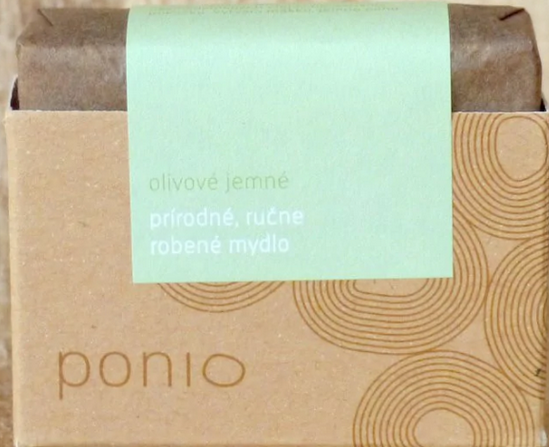 olivové jemné
prírodné, ručne
robené mydlo
ponio